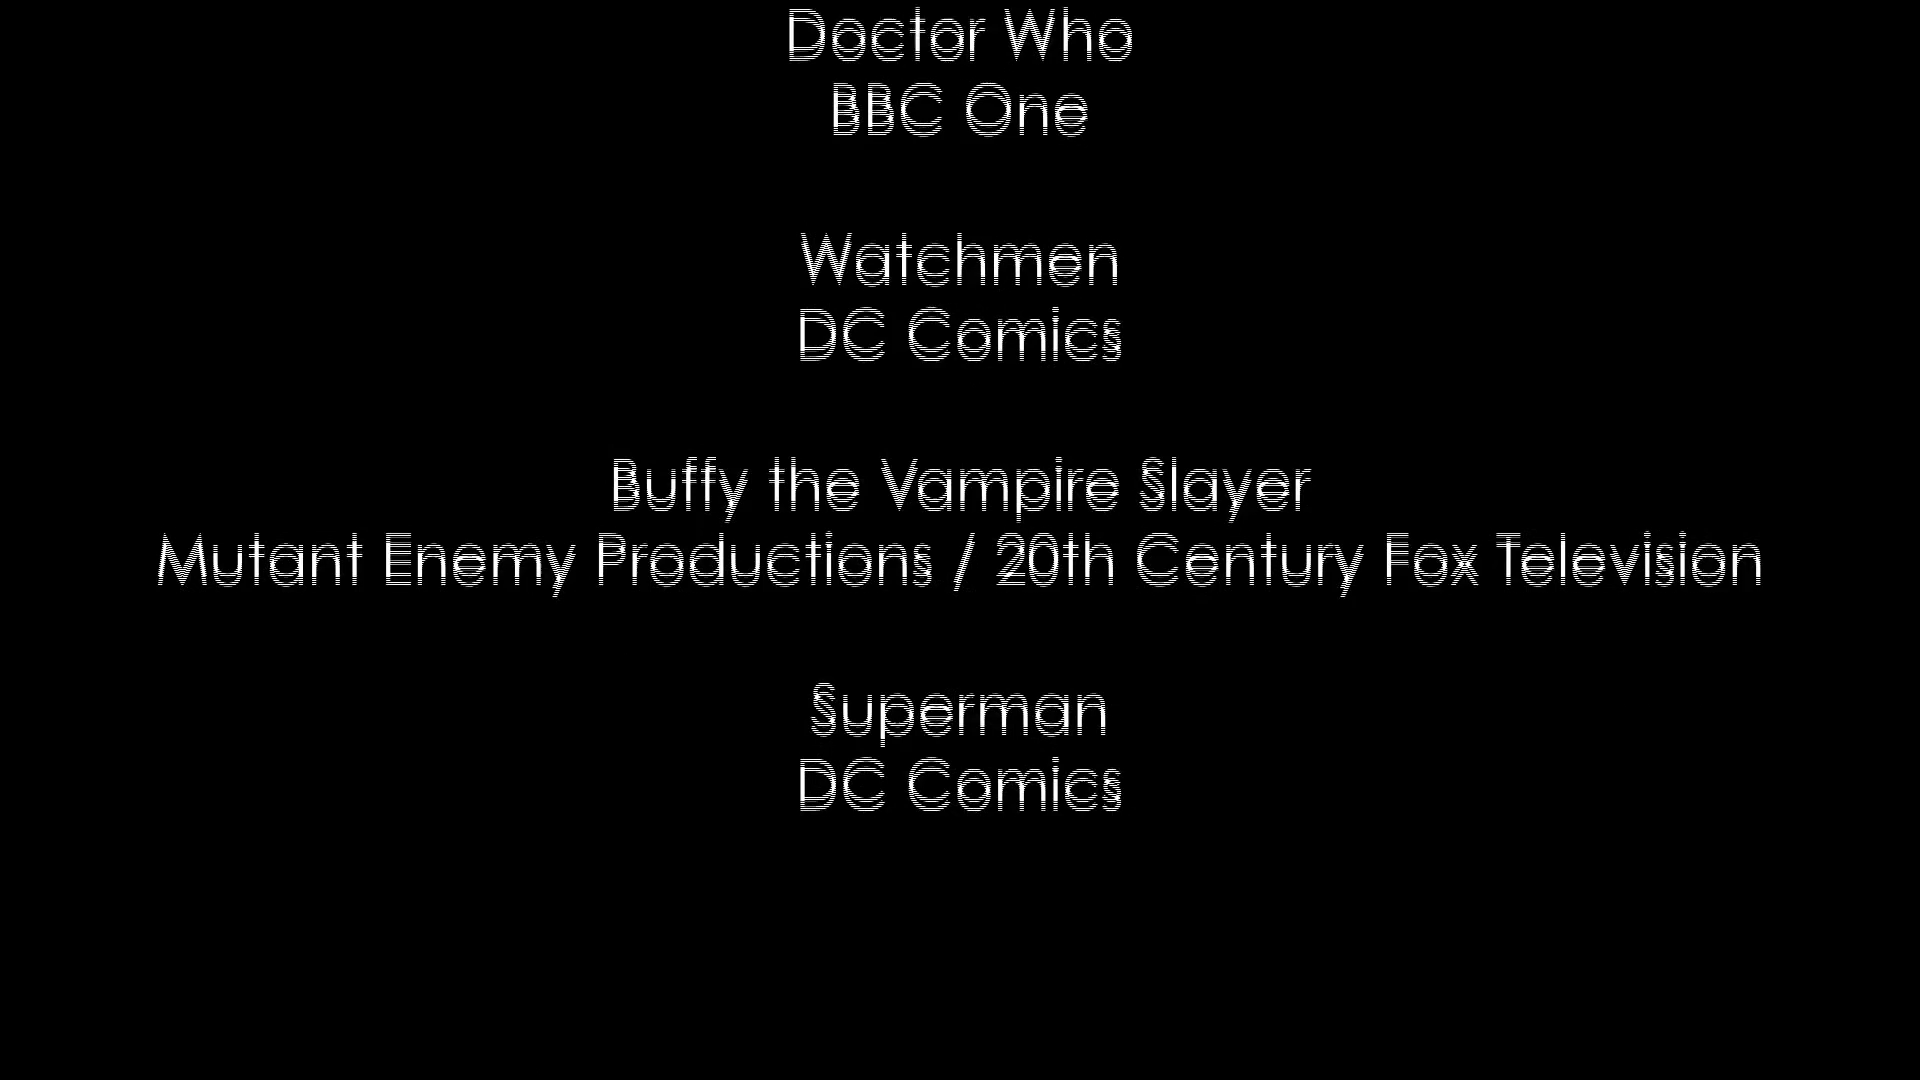 Doctor Who
BBC One
Watchmen
DC Comics
Buffy the Vampire Slayer
Mutant Enemy Productions / 20th Century Fox Television
Superman
DC Comics